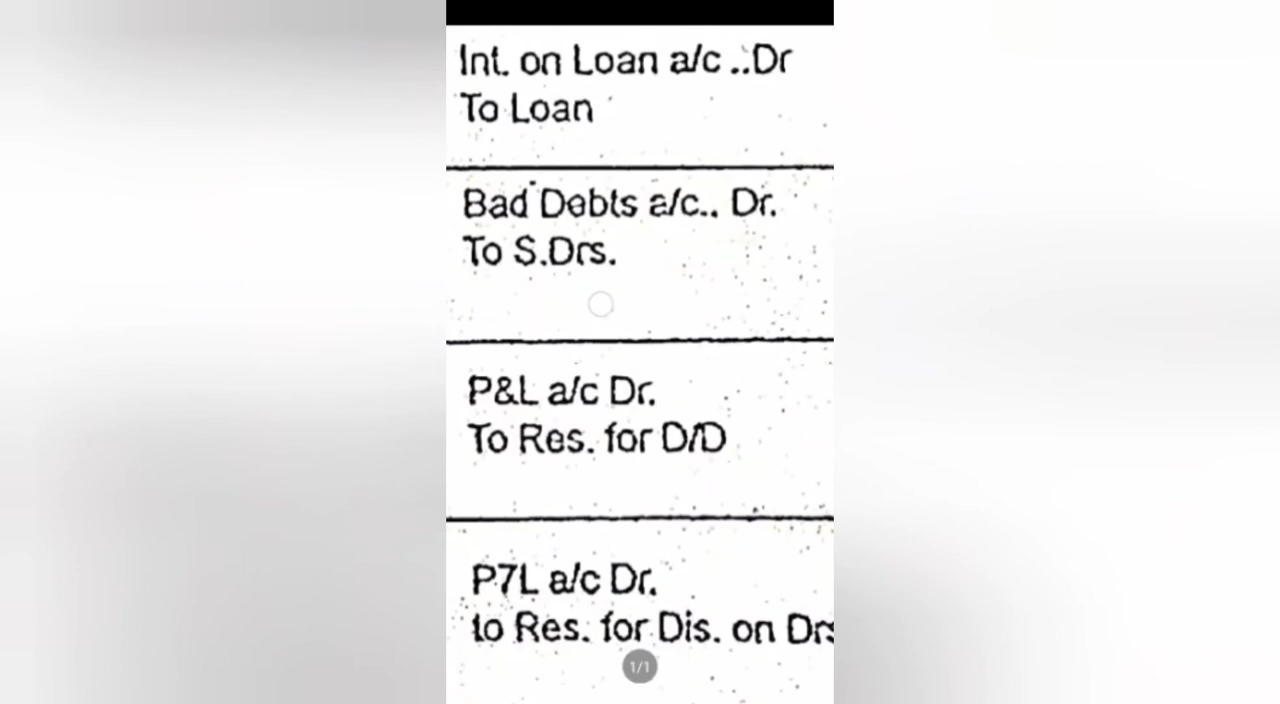 Int. on Loan a/c ..Dr
To Loan
Bad Debts a/c.. Dr.
To S.Drs.
P&L a/c Dr.
To Res. for D/D
P7L a/c Dr.
to Res. for Dis. on Drs
1/1